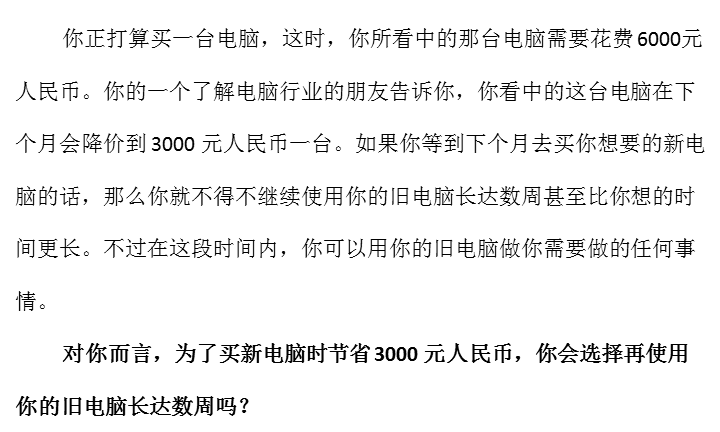 你正打算买一台电脑，这时，你所看中的那台电脑需要花费 6000元
人民币。你的一个了解电脑行业的朋友告诉你，你看中的这台电脑在下
个月会降价到 3000 元人民币一台。如果你等到下个月去买你想要的新电
脑的话，那么你就不得不继续使用你的旧电脑长达数周甚至比你想的时
间更长。不过在这段时间内，你可以用你的旧电脑做你需要做的任何事
情。
对你而言，为了买新电脑时节省 3000 元人民币，你会选择再使用
你的旧电脑长达数周吗？